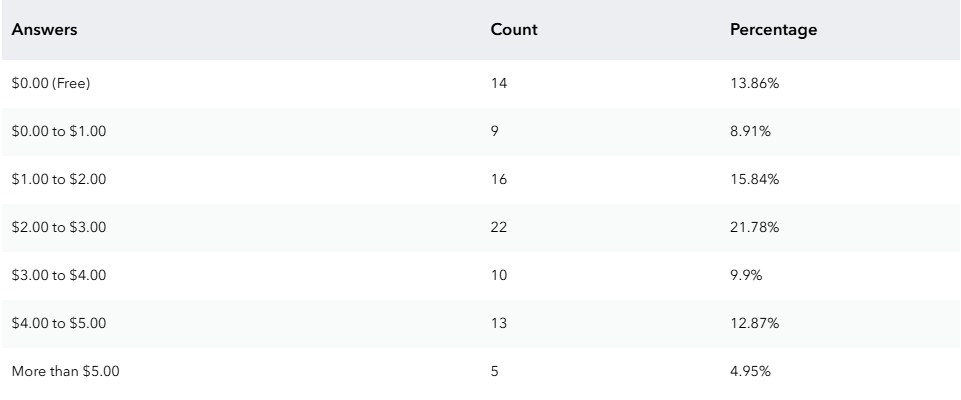 Answers Count Percentage
$0.00 (Free) 14 13.86%
$0.00 to $1.00 9 8.91%
$1.00 to $2.00 16 15.84%
$2.00 to $3.00 22 21.78%
$3.00 to $4.00 10 9.9%
$4.00 to $5.00 13 12.87%
More than $5.00 5 4.95%